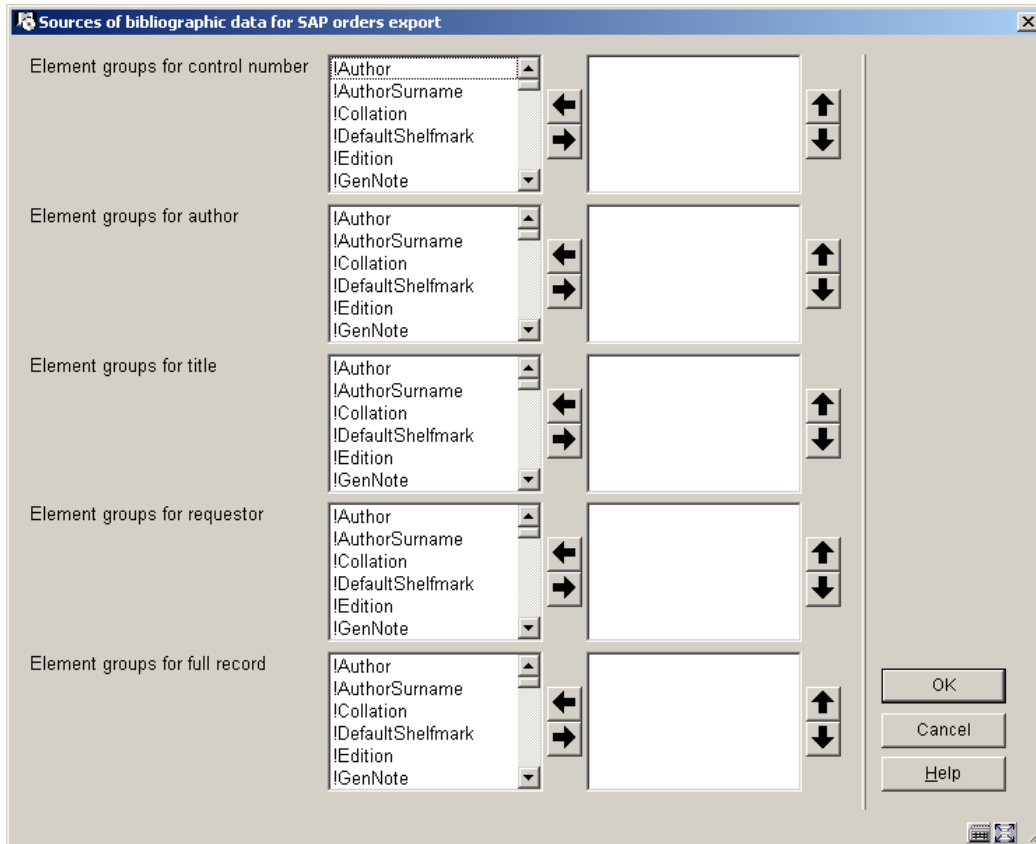 Sources of bibliographic data for SAP orders export
Element groups for control number
!Author
!AuthorSurname
!Collation
!DefaultShelfmark
!Edition
!GenNote
Element groups for author
!Author
!AuthorSurname
!Collation
!DefaultShelfmark
!Edition
!GenNote
Element groups for title
!Author
!AuthorSurname
!Collation
!DefaultShelfmark
!Edition
!GenNote
Element groups for requestor
!Author
!AuthorSurname
!Collation
!DefaultShelfmark
!Edition
!GenNote
Element groups for full record
!Author
!AuthorSurname
!Collation
!DefaultShelfmark
!Edition
!GenNote
OK
Cancel
Help